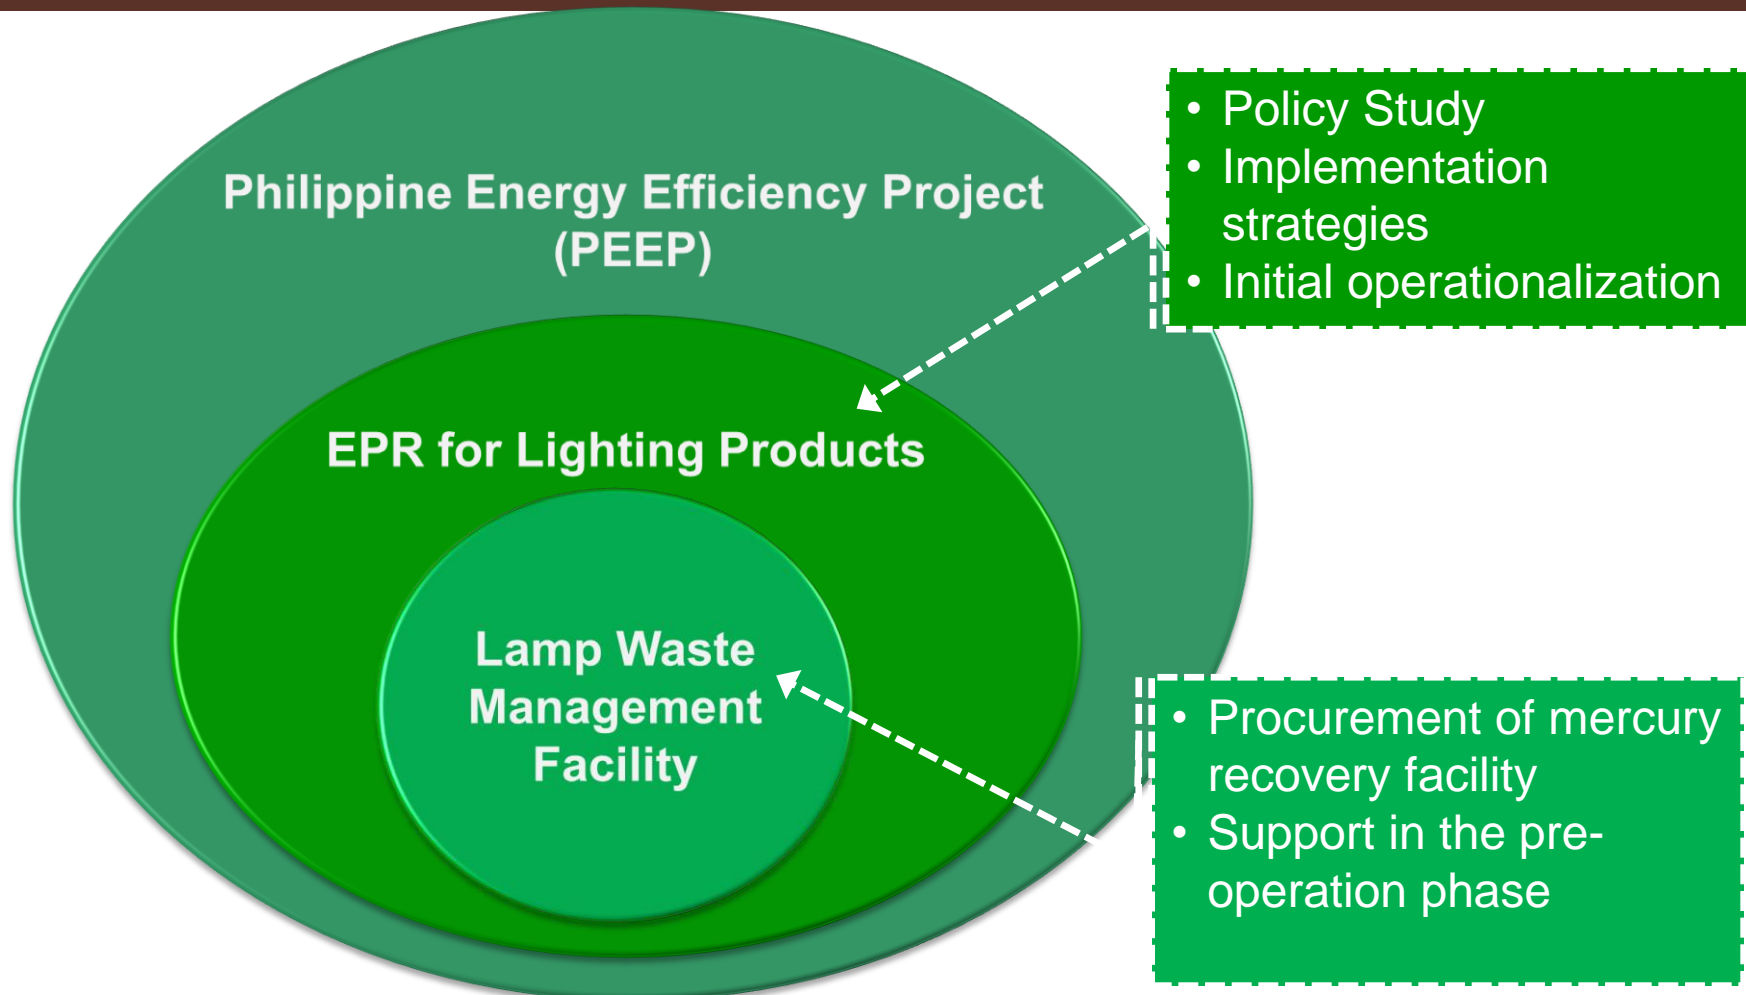 Philippine Energy Efficiency Project
(PEEP)
EPR for Lighting Products
Lamp Waste
Management
Facility
• Policy Study
• Implementation
strategies
• Initial operationalization
• Procurement of mercury
recovery facility
• Support in the pre-
operation phase